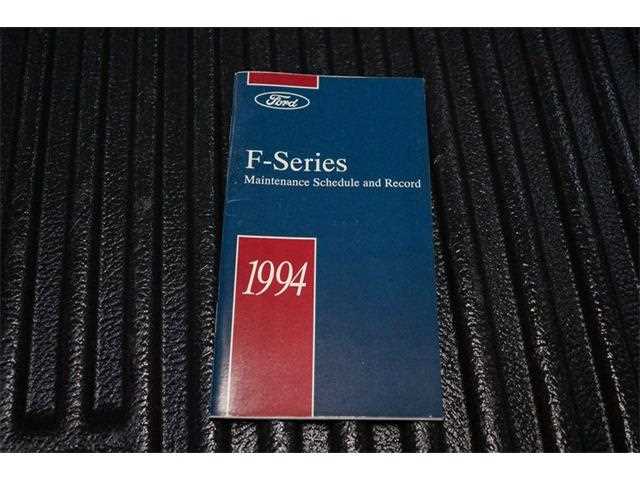 Ford
F-Series
Maintenance Schedule and Record
1994